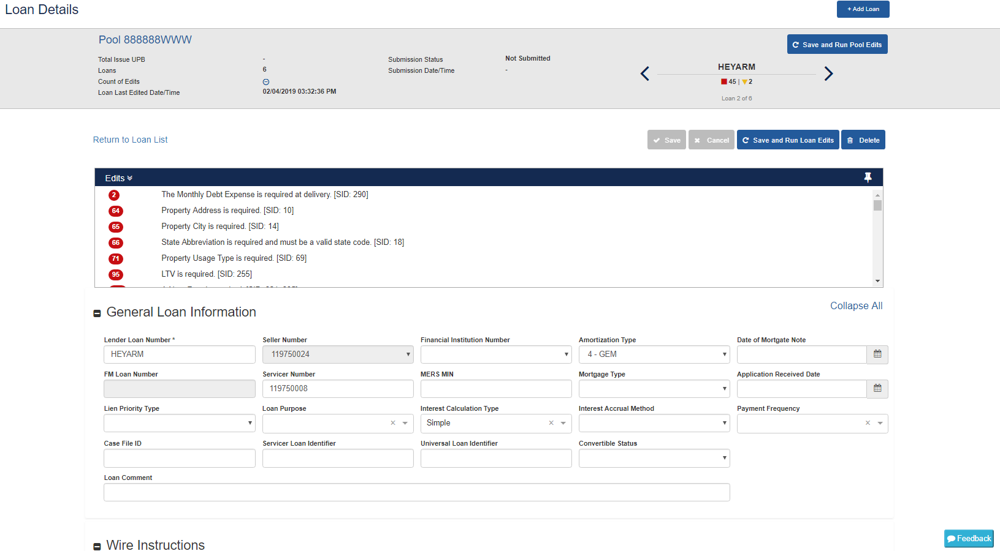 Loan Details
+ Add Loan
Pool 888888WWW
Save and Run Pool Edits
Total Issue UPB -
Loans 6
Count of Edits
Loan Last Edited Date/Time 02/04/2019 03:32:36 PM
Submission Status Not Submitted
Submission Date/Time -
HEYARM
45 | 2
Loan 2 of 6
Return to Loan List
Save Cancel Save and Run Loan Edits Delete
Edits
2 The Monthly Debt Expense is required at delivery. [SID: 290]
64 Property Address is required. [SID: 10]
65 Property City is required. [SID: 14]
66 State Abbreviation is required and must be a valid state code. [SID: 18]
71 Property Usage Type is required. [SID: 69]
95 LTV is required. [SID: 255]
General Loan Information
Collapse All
Lender Loan Number * Seller Number Financial Institution Number Amortization Type Date of Mortgate Note
HEYARM 119750024 4 - GEM
FM Loan Number Servicer Number MERS MIN Mortgage Type Application Received Date
119750008
Lien Priority Type Loan Purpose Interest Calculation Type Interest Accrual Method Payment Frequency
× Simple × ×
Case File ID Servicer Loan Identifier Universal Loan Identifier Convertible Status
Loan Comment
Wire Instructions
Feedback